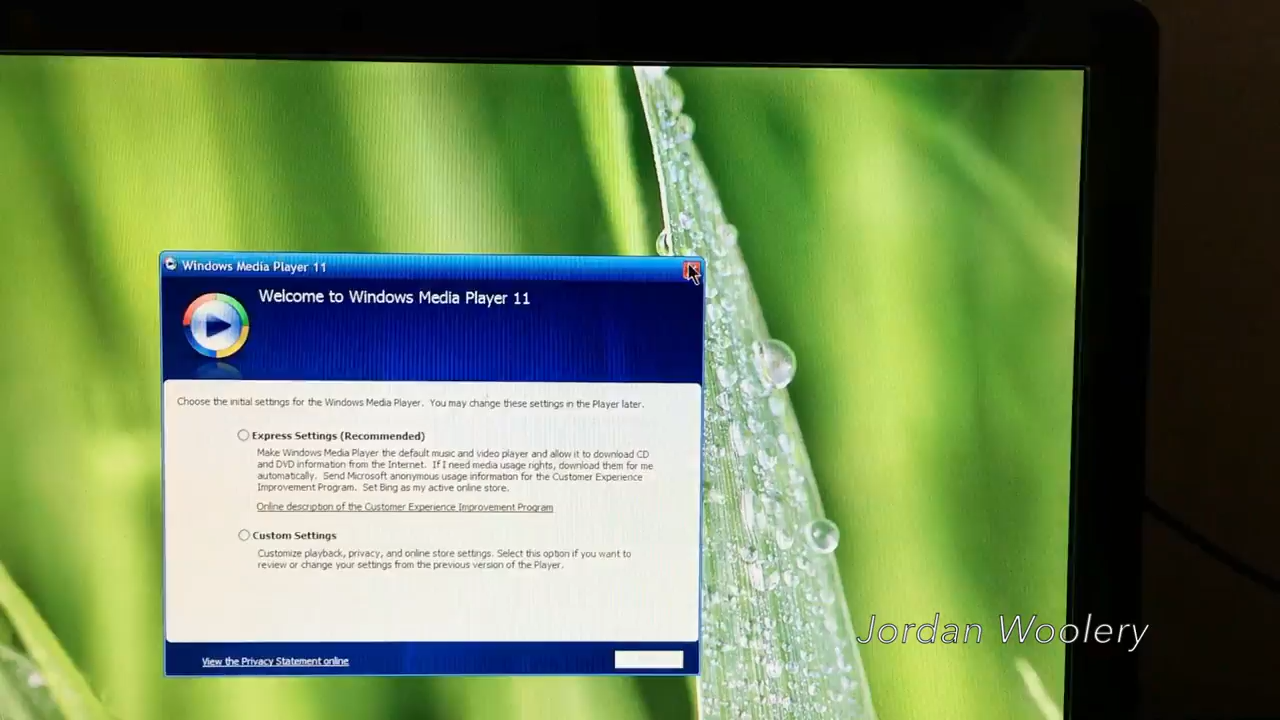 Windows Media Player 11
Welcome to Windows Media Player 11
Choose the initial settings for the Windows Media Player. You may change these settings in the Player later.
Express Settings (Recommended)
Make Windows Media Player the default music and video player and allow it to download CD
and DVD information from the Internet. If I need media usage rights, download them for me
automatically. Send Microsoft anonymous usage information for the Customer Experience
Improvement Program. Set Bing as my active online store.
Online description of the Customer Experience Improvement Program
Custom Settings
Customize playback, privacy, and online store settings. Select this option if you want to
review or change your settings from the previous version of the Player.
View the Privacy Statement online
Jordan Woolery